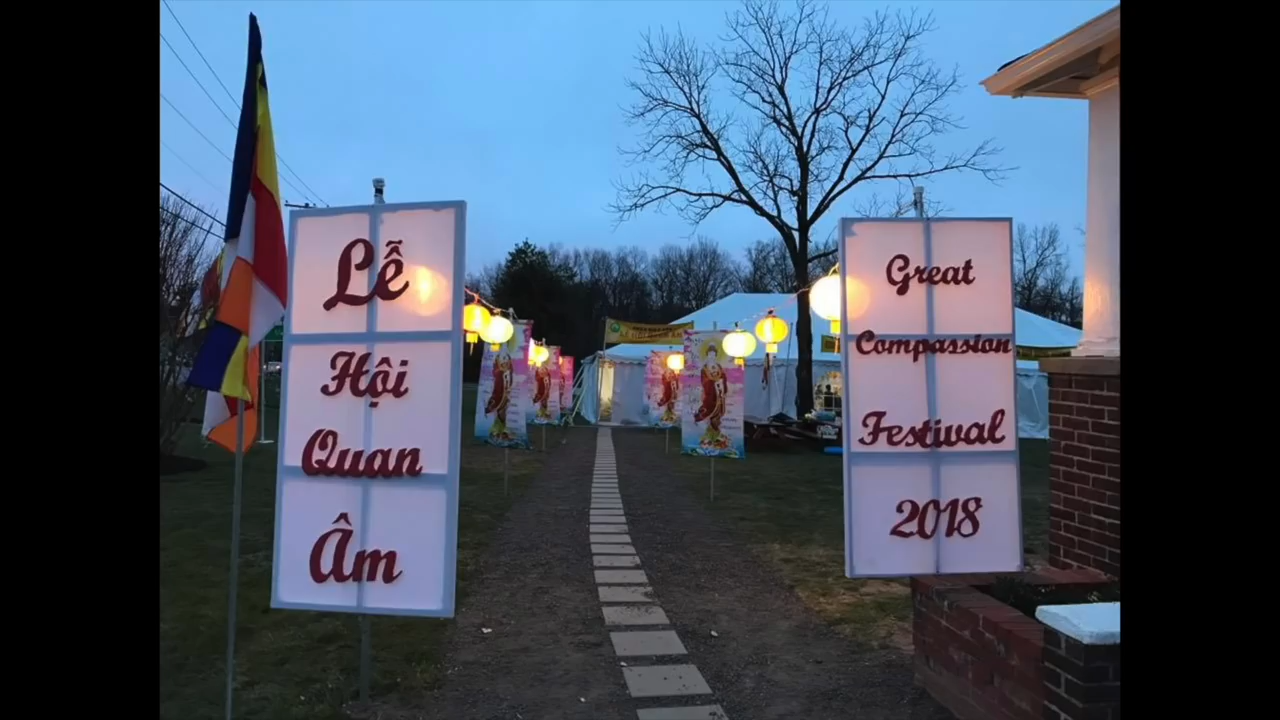 Lễ
Hội
Quan
Âm
Great
Compassion
Festival
2018